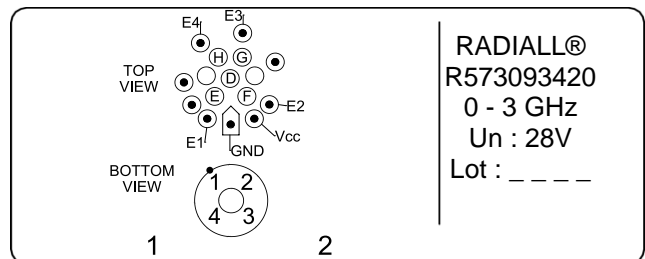 E4 E3
H G
TOP
VIEW
D
E F
E2
E1 Vcc
GND
BOTTOM
VIEW
1 2
4 3
1 2
RADIALL®
R573093420
0 - 3 GHz
Un : 28V
Lot : _ _ _ _